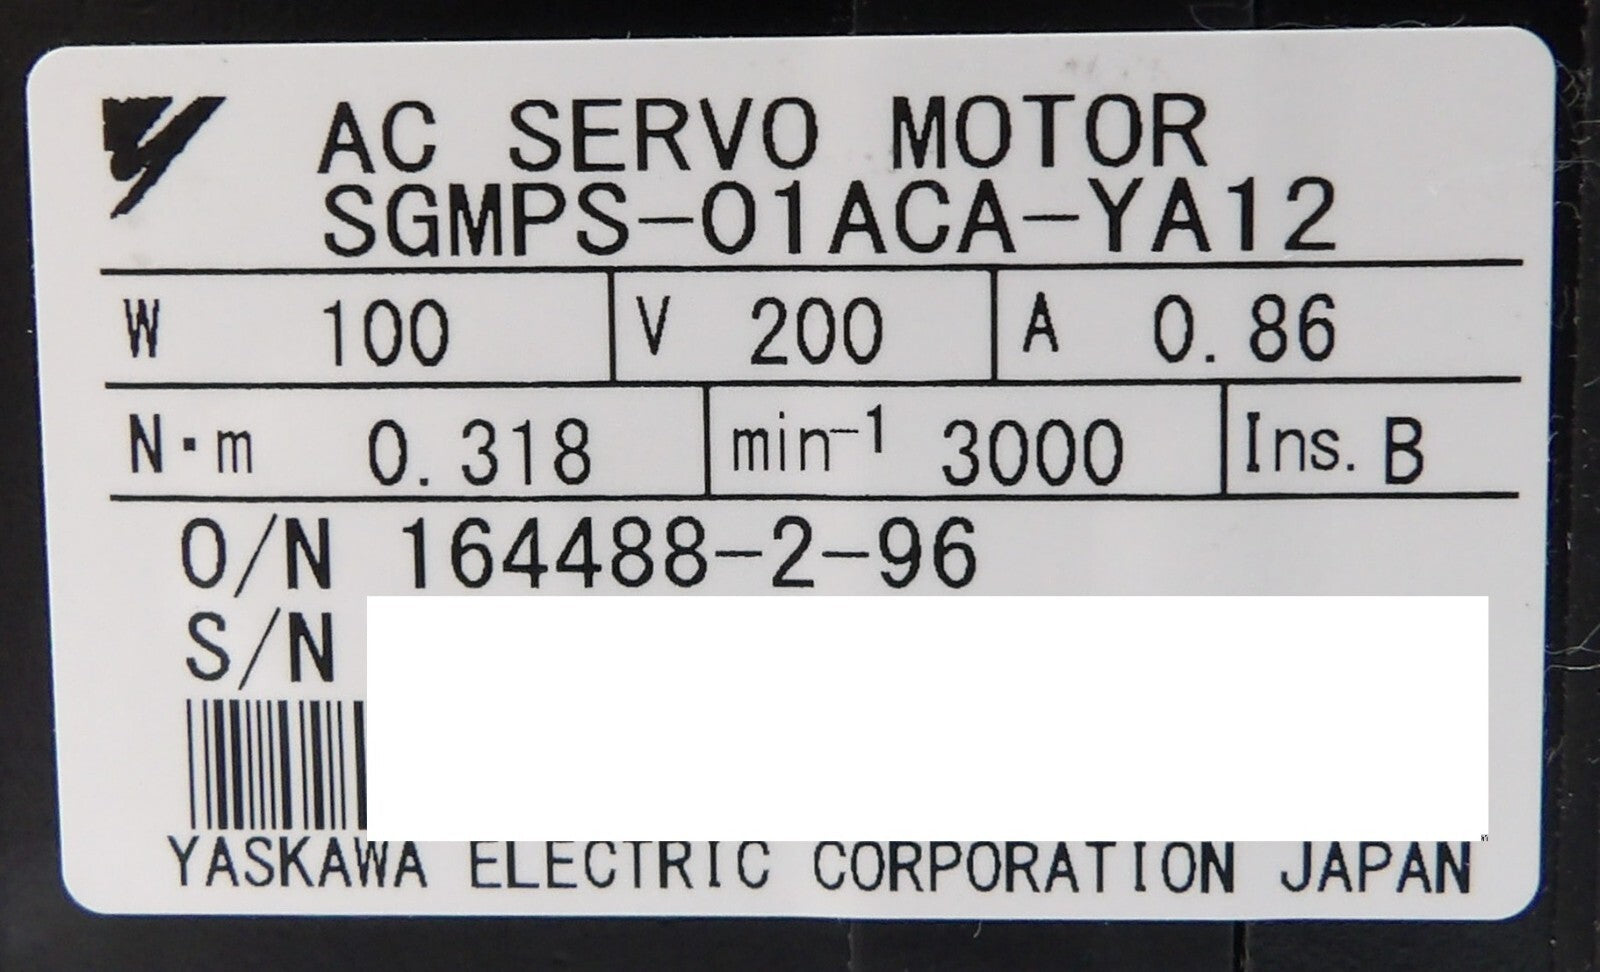 AC SERVO MOTOR
SGMPS-01ACA-YA12
W 100 V 200 A 0.86
N·m 0.318 min⁻¹ 3000 Ins. B
O/N 164488-2-96
S/N
YASKAWA ELECTRIC CORPORATION JAPAN